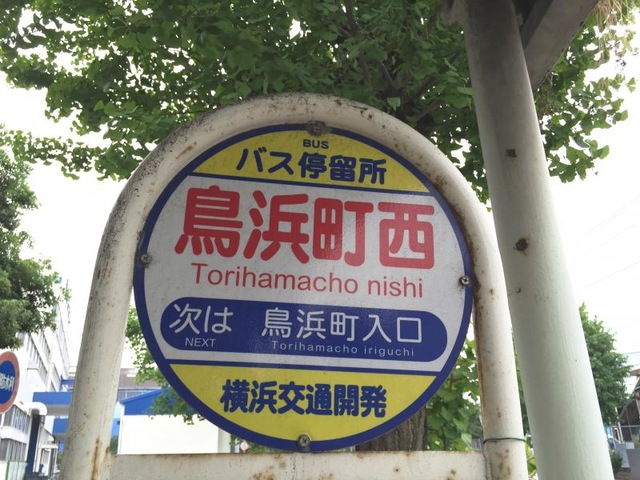 BUS
バス停留所
鳥浜町西
Torihamacho nishi
次は 鳥浜町入口
NEXT Torihamacho iriguchi
横浜交通開発